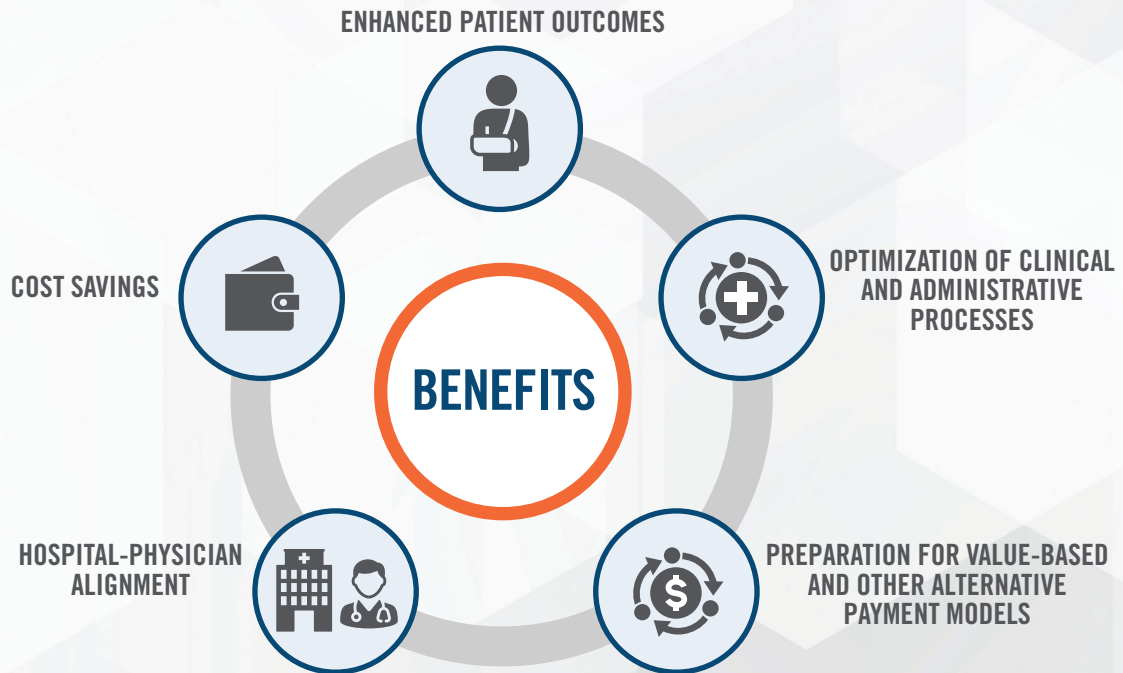 ENHANCED PATIENT OUTCOMES
COST SAVINGS
OPTIMIZATION OF CLINICAL
AND ADMINISTRATIVE
PROCESSES
BENEFITS
HOSPITAL-PHYSICIAN
ALIGNMENT
PREPARATION FOR VALUE-BASED
AND OTHER ALTERNATIVE
PAYMENT MODELS
$